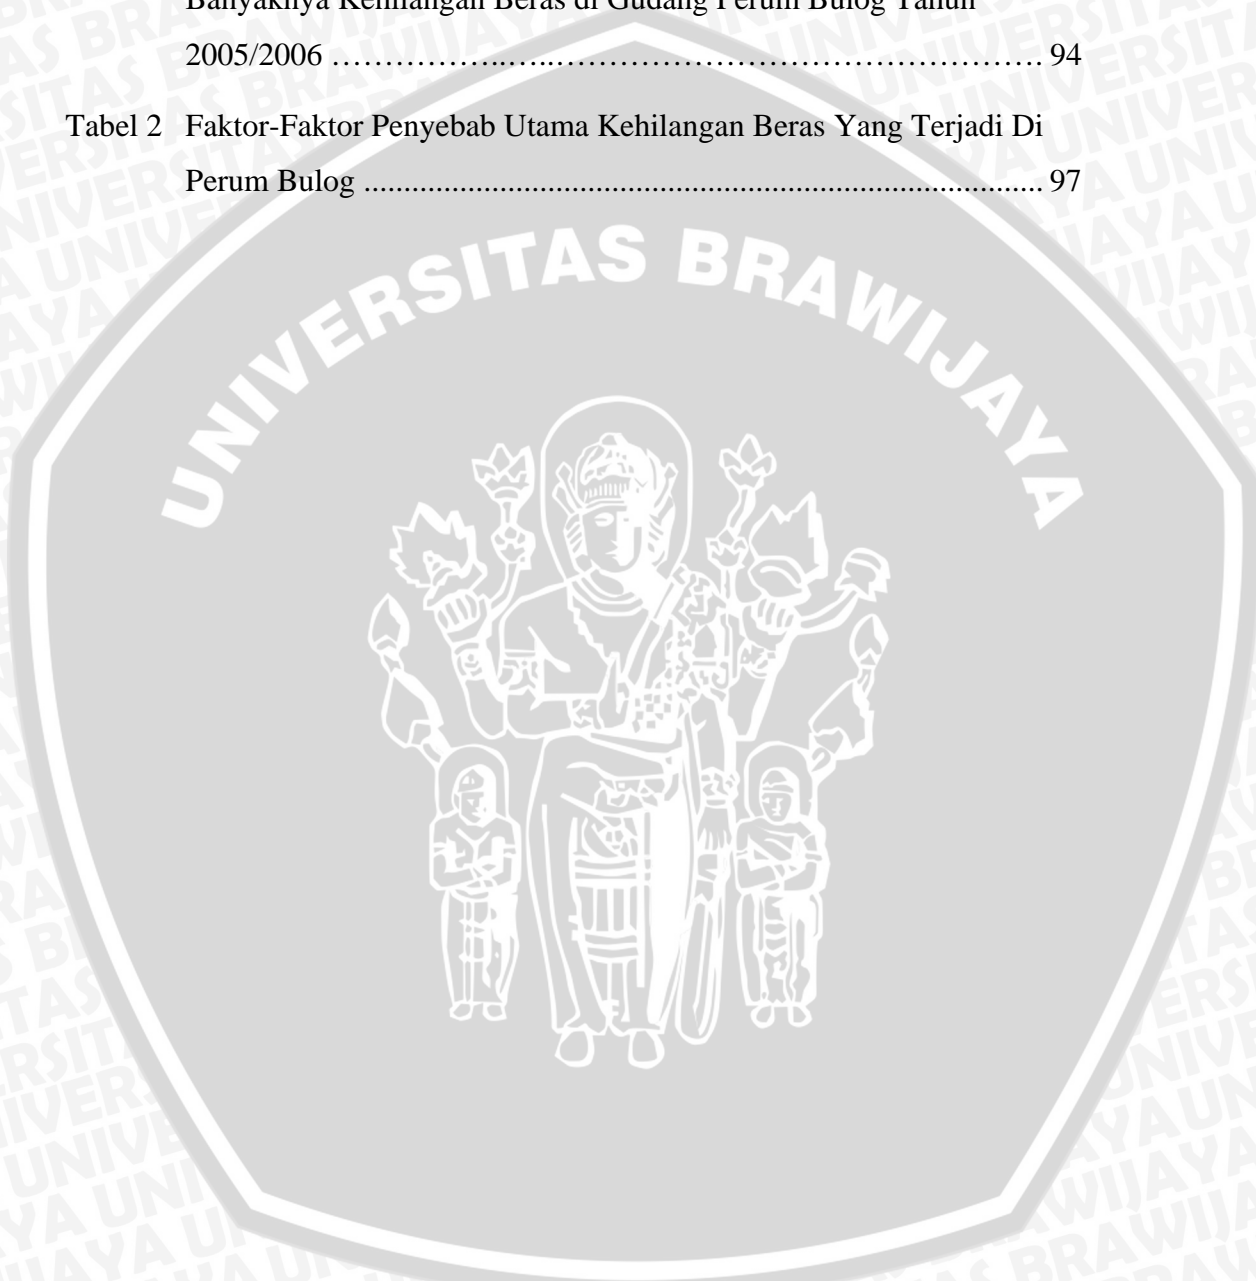 Banyaknya Kehilangan Beras di Gudang Perum Bulog Tahun
2005/2006 ………………..…..……………………………………… 94
Tabel 2 Faktor-Faktor Penyebab Utama Kehilangan Beras Yang Terjadi Di
Perum Bulog ........................................................................... 97
UNIVERSITAS BRAWIJAYA